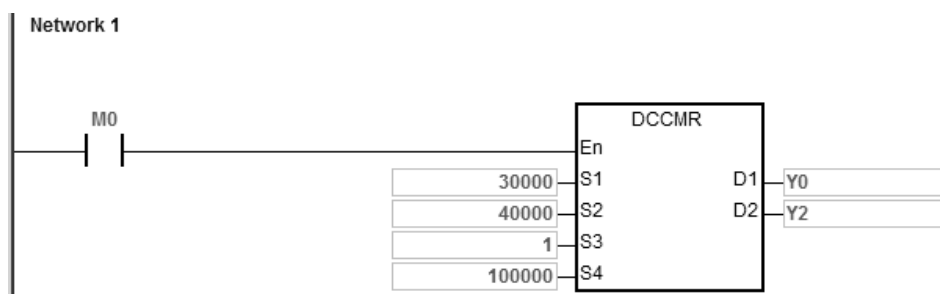 Network 1
M0
DCCMR
En
30000 S1 D1 Y0
40000 S2 D2 Y2
1 S3
100000 S4